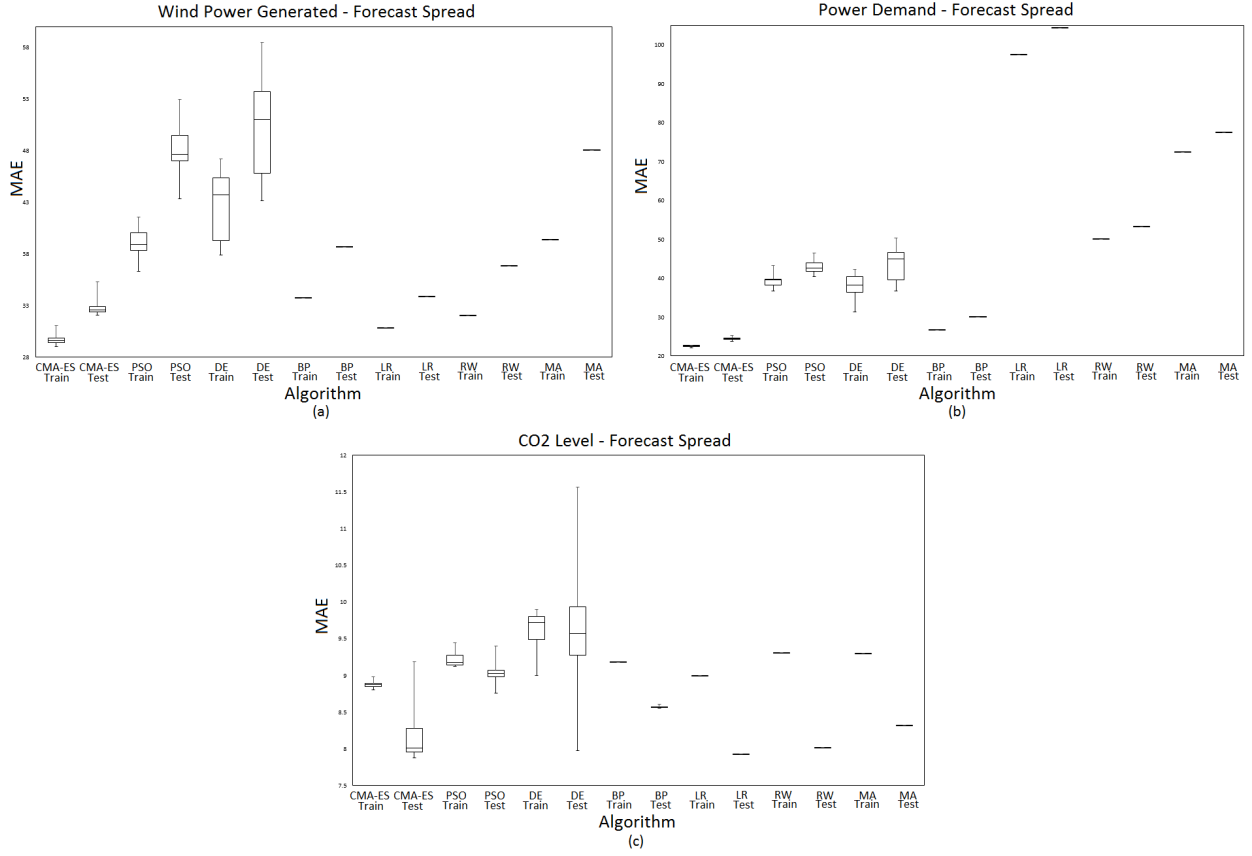 Wind Power Generated - Forecast Spread
58
53
48
43
38
33
28
MAE
CMA-ES Train
CMA-ES Test
PSO Train
PSO Test
DE Train
DE Test
BP Train
BP Test
LR Train
LR Test
RW Train
RW Test
MA Train
MA Test
Algorithm
(a)
Power Demand - Forecast Spread
100
90
80
70
60
50
40
30
20
MAE
CMA-ES Train
CMA-ES Test
PSO Train
PSO Test
DE Train
DE Test
BP Train
BP Test
LR Train
LR Test
RW Train
RW Test
MA Train
MA Test
Algorithm
(b)
CO2 Level - Forecast Spread
12
11.5
11
10.5
10
9.5
9
8.5
8
7.5
MAE
CMA-ES Train
CMA-ES Test
PSO Train
PSO Test
DE Train
DE Test
BP Train
BP Test
LR Train
LR Test
RW Train
RW Test
MA Train
MA Test
Algorithm
(c)